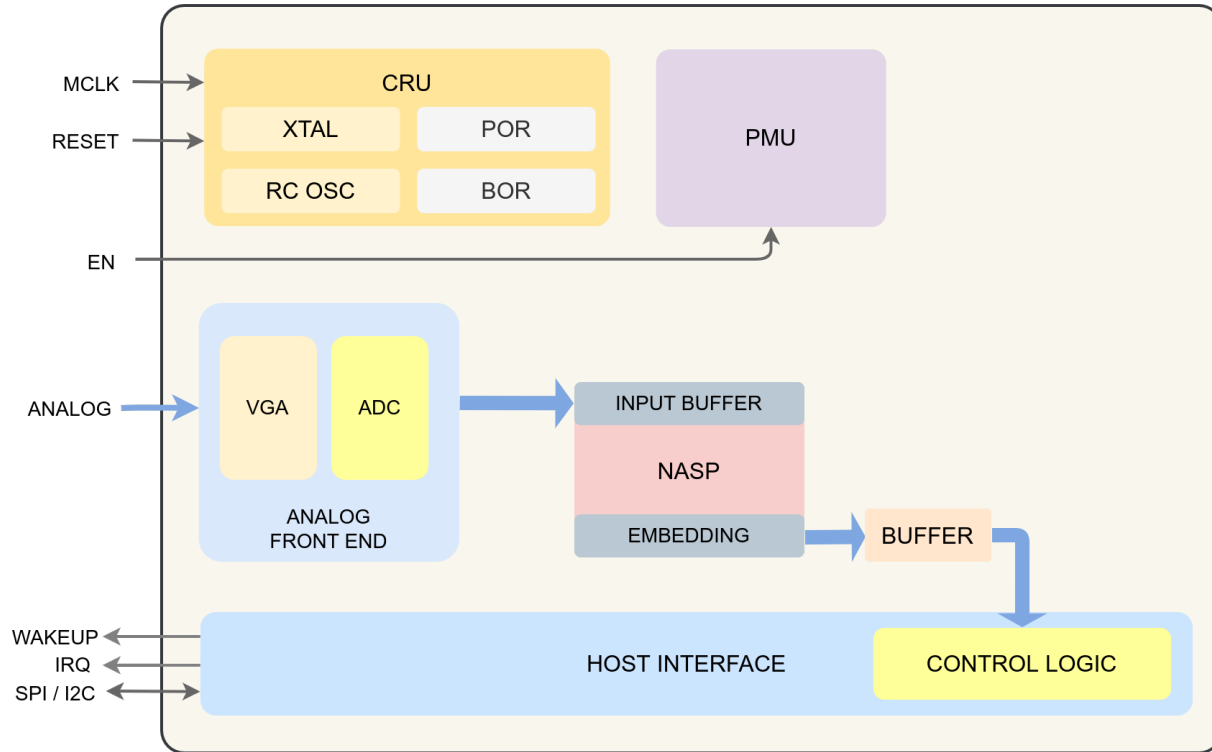 MCLK
RESET
EN
CRU
XTAL
POR
RC OSC
BOR
PMU
ANALOG
VGA
ADC
ANALOG
FRONT END
INPUT BUFFER
NASP
EMBEDDING
BUFFER
WAKEUP
IRQ
SPI / I2C
HOST INTERFACE
CONTROL LOGIC